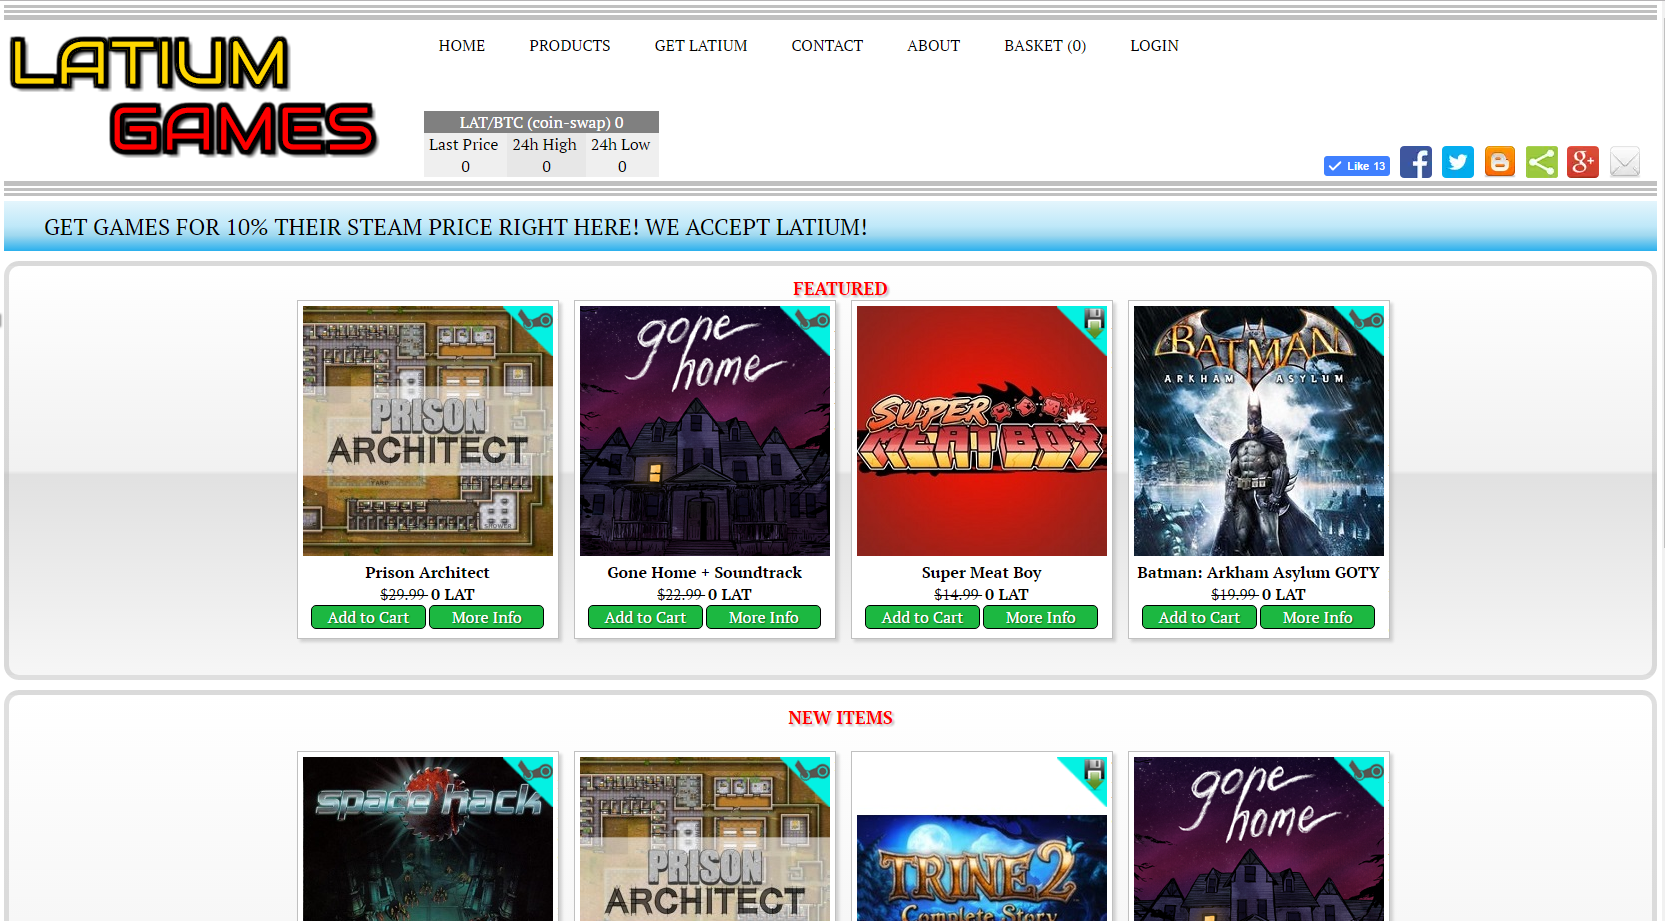 LATIUM
GAMES
HOME PRODUCTS GET LATIUM CONTACT ABOUT BASKET (0) LOGIN
LAT/BTC (coin-swap) 0
Last Price 24h High 24h Low
0 0 0
Like 13
GET GAMES FOR 10% THEIR STEAM PRICE RIGHT HERE! WE ACCEPT LATIUM!
FEATURED
PRISON
ARCHITECT
FARP
SHOWER
gone
home
SUPER
MEAT BOY
BATMAN
ARKHAM ASYLUM
Prison Architect Gone Home + Soundtrack Super Meat Boy Batman: Arkham Asylum GOTY
$29.99 0 LAT $22.99 0 LAT $14.99 0 LAT $19.99 0 LAT
Add to Cart More Info Add to Cart More Info Add to Cart More Info Add to Cart More Info
NEW ITEMS
space hack
PRISON
ARCHITECT
TRINE 2
Complete Story
gone
home